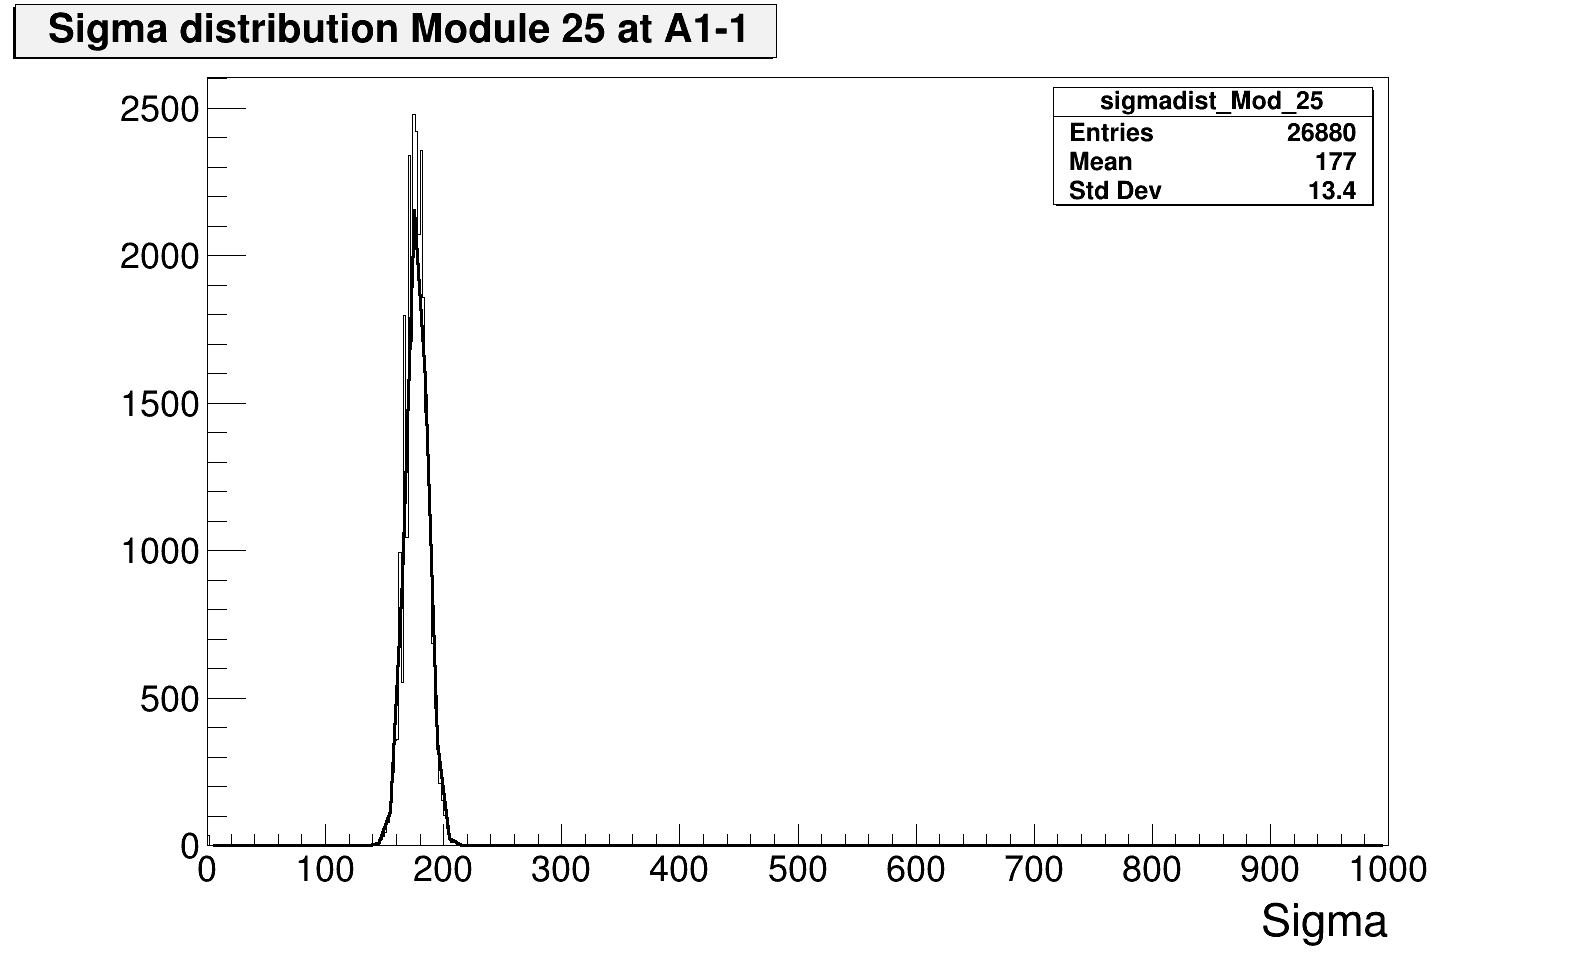 Sigma distribution Module 25 at A1-1
sigmadist_Mod_25
Entries 26880
Mean 177
Std Dev 13.4
2500
2000
1500
1000
500
0
0 100 200 300 400 500 600 700 800 900 1000
Sigma